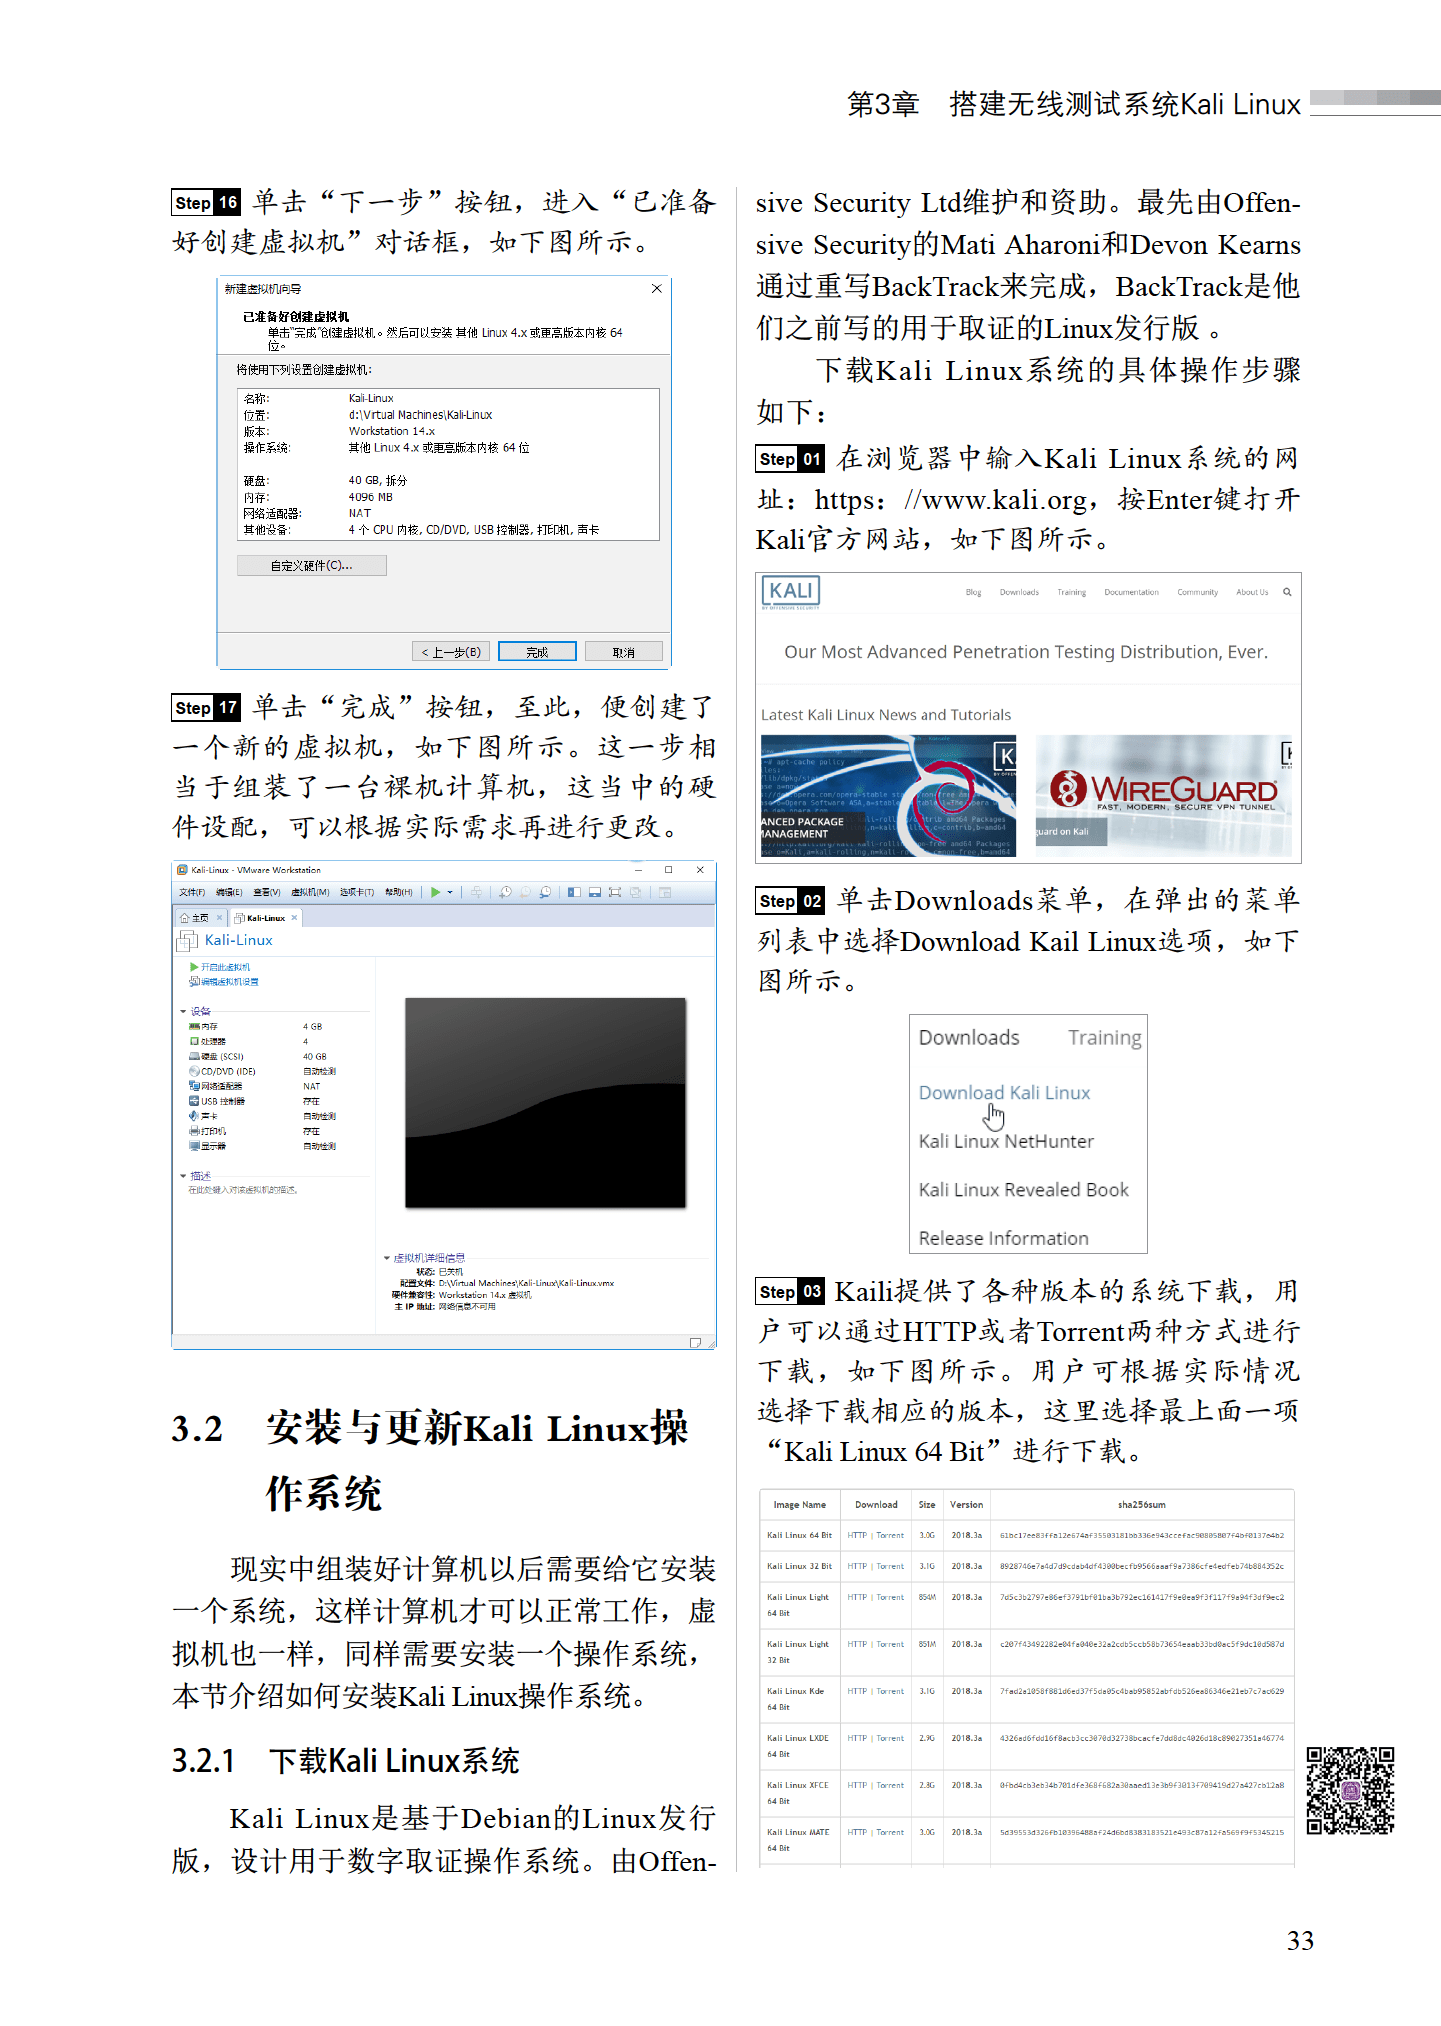 第3章　搭建无线测试系统Kali Linux
Step 16 单击“下一步”按钮，进入“已准备
好创建虚拟机”对话框，如下图所示。
新建虚拟机向导
已准备好创建虚拟机
单击“完成”创建虚拟机。然后可以安装 其他 Linux 4.x 或更高版本内核 64
位。
将使用下列设置创建虚拟机:
名称: Kali-Linux
位置: d:\Virtual Machines\Kali-Linux
版本: Workstation 14.x
操作系统: 其他 Linux 4.x 或更高版本内核 64 位
硬盘: 40 GB, 拆分
内存: 4096 MB
网络适配器: NAT
其他设备: 4 个 CPU 内核, CD/DVD, USB 控制器, 打印机, 声卡
自定义硬件(C)...
< 上一步(B) 完成 取消
Step 17 单击“完成”按钮，至此，便创建了
一个新的虚拟机，如下图所示。这一步相
当于组装了一台裸机计算机，这当中的硬
件设配，可以根据实际需求再进行更改。
Kali-Linux - VMware Workstation
文件(F) 编辑(E) 查看(V) 虚拟机(M) 选项卡(T) 帮助(H)
主页 Kali-Linux
Kali-Linux
开启此虚拟机
编辑虚拟机设置
设备
内存 4 GB
处理器 4
硬盘 (SCSI) 40 GB
CD/DVD (IDE) 自动检测
网络适配器 NAT
USB 控制器 存在
声卡 自动检测
打印机 存在
显示器 自动检测
描述
在此处键入对该虚拟机的描述。
虚拟机详细信息
状态: 已关机
配置文件: D:\Virtual Machines\Kali-Linux\Kali-Linux.vmx
硬件兼容性: Workstation 14.x 虚拟机
主 IP 地址: 网络信息不可用
3.2　安装与更新Kali Linux操
作系统
现实中组装好计算机以后需要给它安装
一个系统，这样计算机才可以正常工作，虚
拟机也一样，同样需要安装一个操作系统，
本节介绍如何安装Kali Linux操作系统。
3.2.1　下载Kali Linux系统
Kali Linux是基于Debian的Linux发行
版，设计用于数字取证操作系统。由Offen-
sive Security Ltd维护和资助。最先由Offen-
sive Security的Mati Aharoni和Devon Kearns
通过重写BackTrack来完成，BackTrack是他
们之前写的用于取证的Linux发行版 。
下载Kali Linux系统的具体操作步骤
如下：
Step 01 在浏览器中输入Kali Linux系统的网
址：https：//www.kali.org，按Enter键打开
Kali官方网站，如下图所示。
KALI
BY OFFENSIVE SECURITY
Blog Downloads Training Documentation Community About Us
Our Most Advanced Penetration Testing Distribution, Ever.
Latest Kali Linux News and Tutorials
ANCED PACKAGE
MANAGEMENT
WIREGUARD
FAST, MODERN, SECURE VPN TUNNEL
guard on Kali
Step 02 单击Downloads菜单，在弹出的菜单
列表中选择Download Kail Linux选项，如下
图所示。
Downloads Training
Download Kali Linux
Kali Linux NetHunter
Kali Linux Revealed Book
Release Information
Step 03 Kaili提供了各种版本的系统下载，用
户可以通过HTTP或者Torrent两种方式进行
下载，如下图所示。用户可根据实际情况
选择下载相应的版本，这里选择最上面一项
“Kali Linux 64 Bit”进行下载。
Image Name Download Size Version sha256sum
Kali Linux 64 Bit HTTP | Torrent 3.0G 2018.3a
Kali Linux 32 Bit HTTP | Torrent 3.1G 2018.3a
Kali Linux Light HTTP | Torrent 854M 2018.3a
64 Bit
Kali Linux Light HTTP | Torrent 851M 2018.3a
32 Bit
Kali Linux Kde HTTP | Torrent 3.1G 2018.3a
64 Bit
Kali Linux LXDE HTTP | Torrent 2.9G 2018.3a
64 Bit
Kali Linux XFCE HTTP | Torrent 2.8G 2018.3a
64 Bit
Kali Linux MATE HTTP | Torrent 3.0G 2018.3a
64 Bit
33